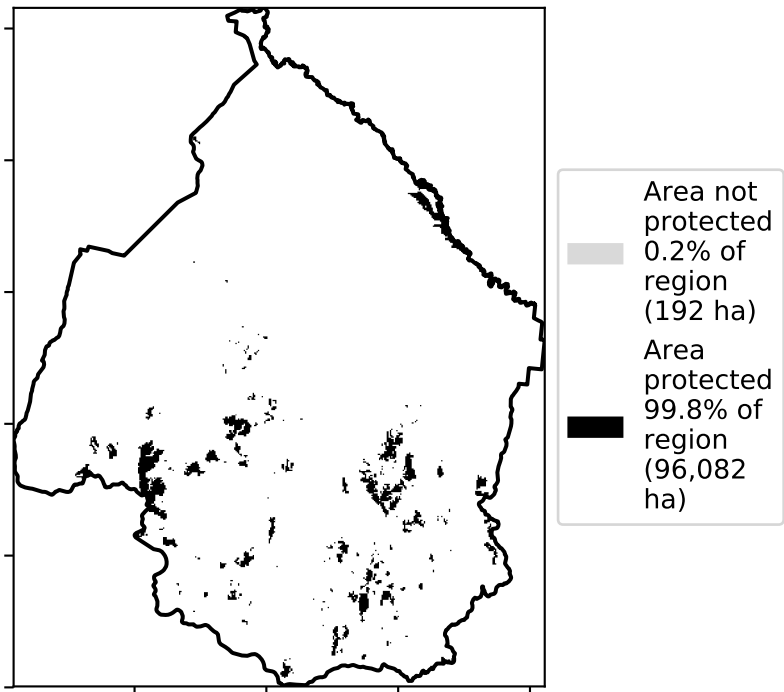 Area not
protected
0.2% of
region
(192 ha)
Area
protected
99.8% of
region
(96,082
ha)